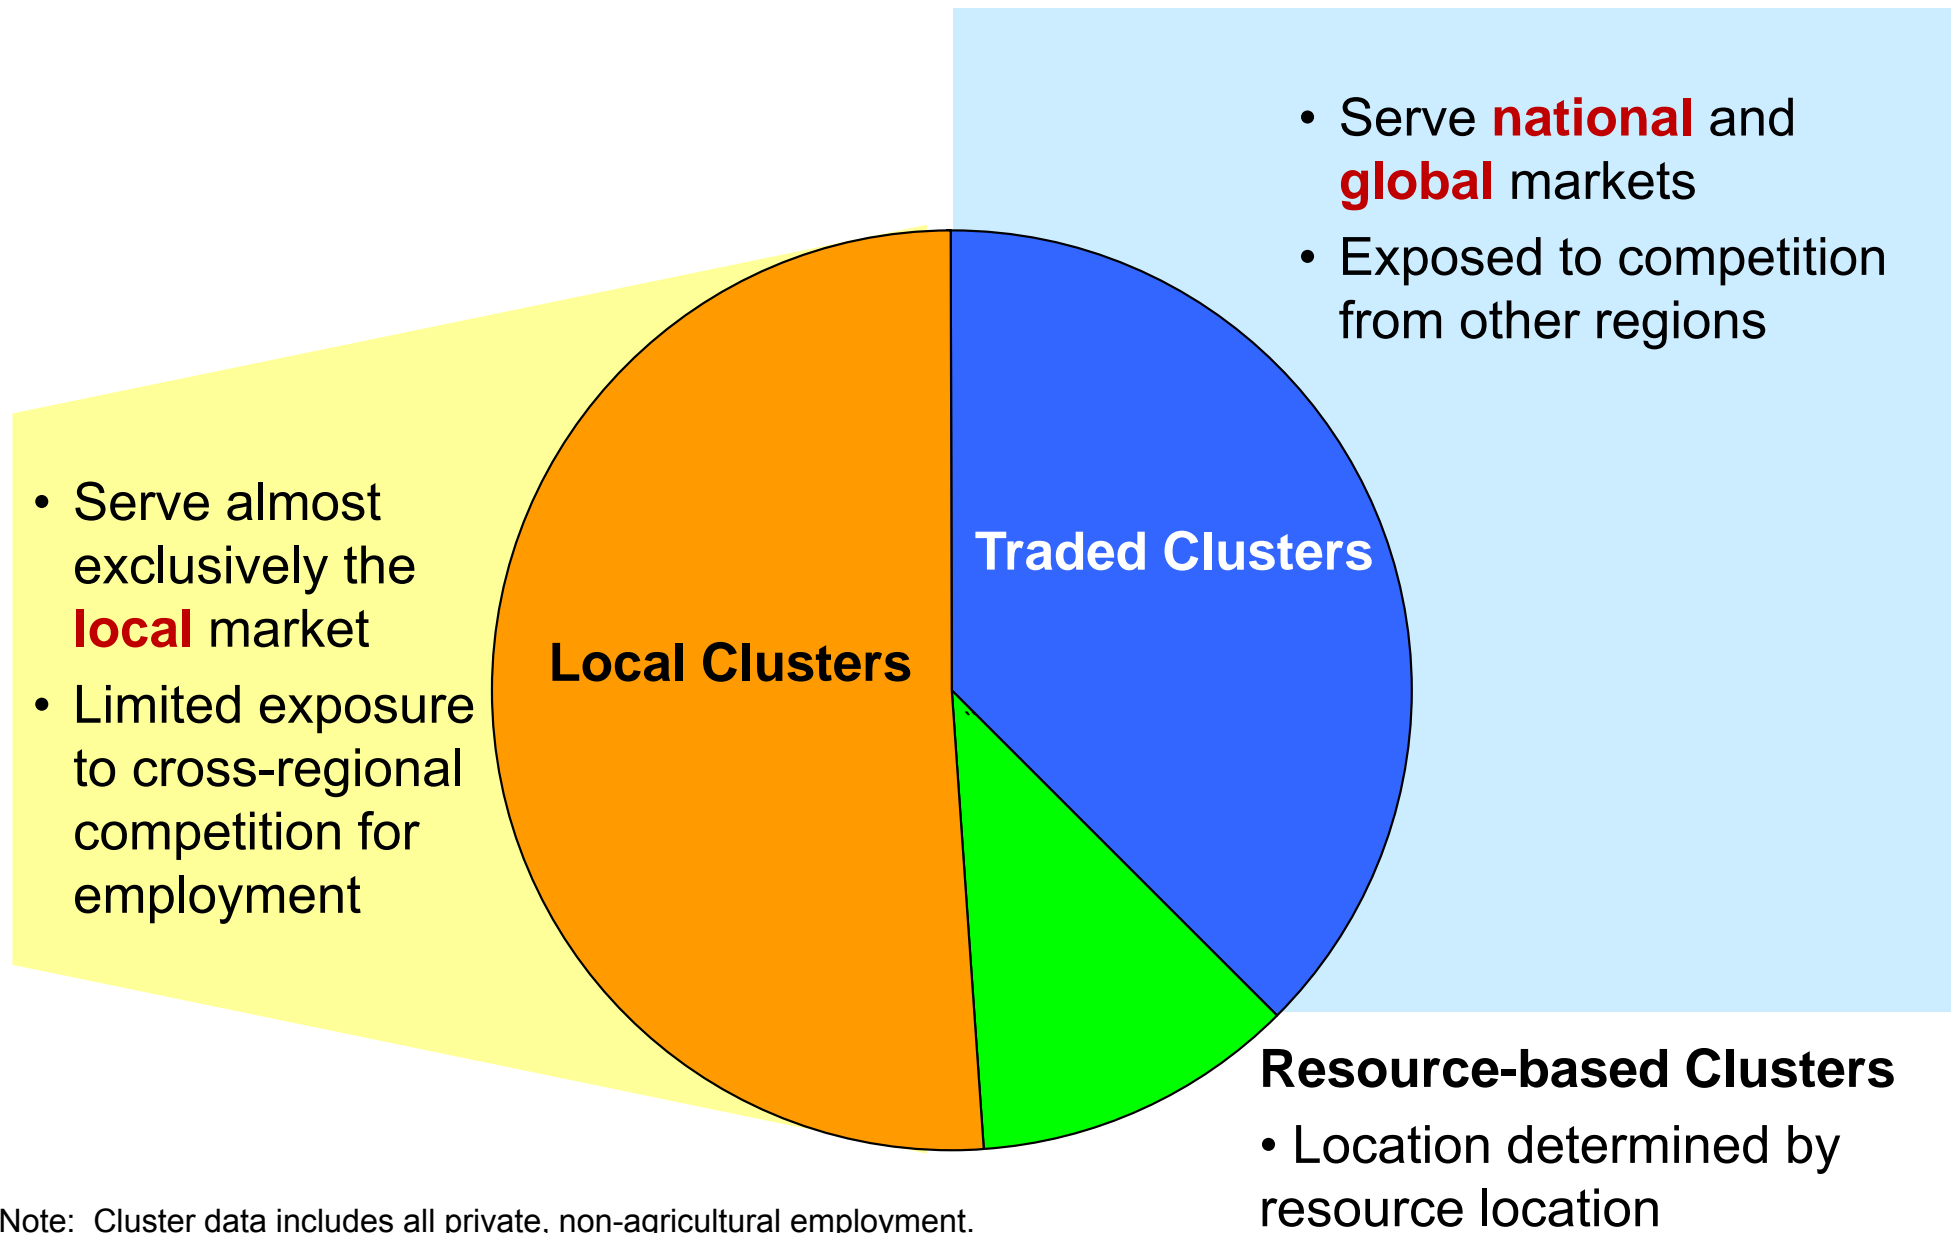 • Serve national and
global markets
• Exposed to competition
from other regions
Traded Clusters
• Serve almost
exclusively the
local market
• Limited exposure
to cross-regional
competition for
employment
Local Clusters
Resource-based Clusters
• Location determined by
resource location
Note: Cluster data includes all private, non-agricultural employment.